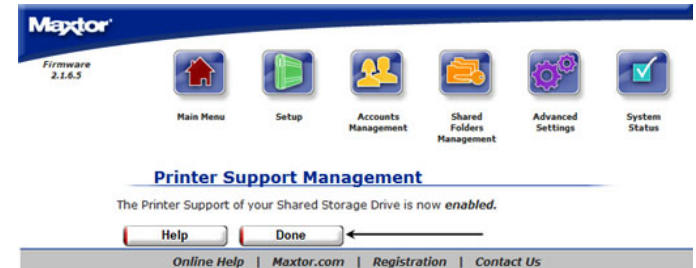 Maxtor
Firmware
2.1.6.5
Main Menu
Setup
Accounts
Management
Shared
Folders
Management
Advanced
Settings
System
Status
Printer Support Management
The Printer Support of your Shared Storage Drive is now enabled.
Help
Done
Online Help | Maxtor.com | Registration | Contact Us